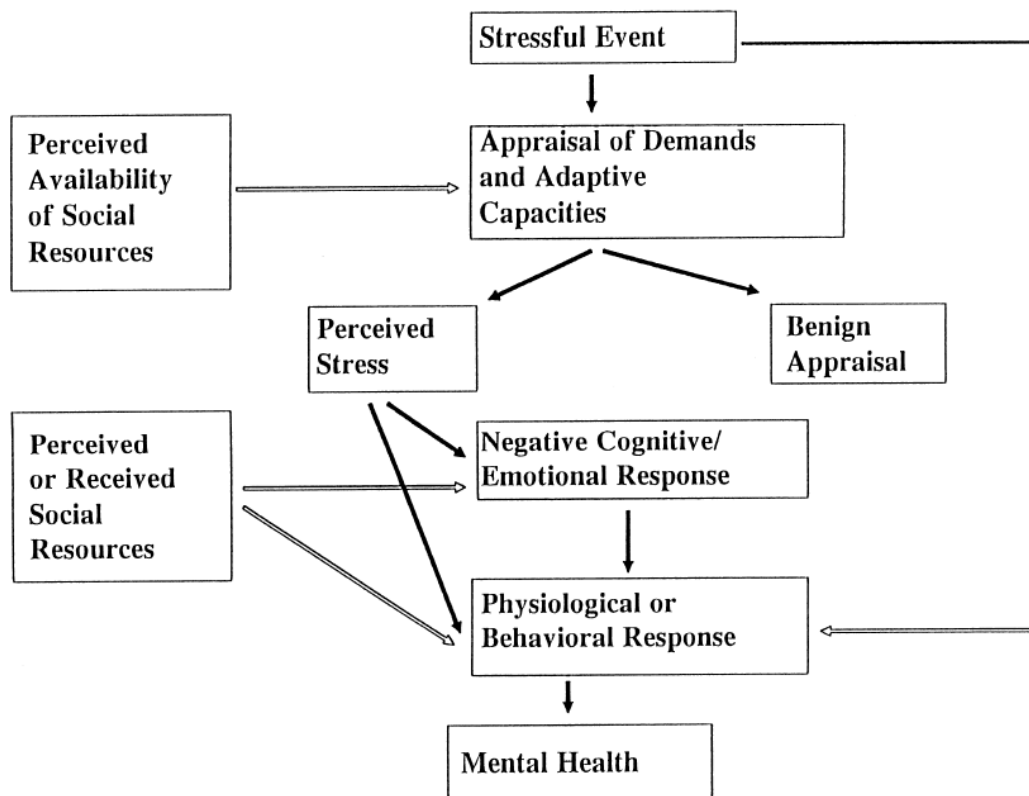 Stressful Event
Perceived
Availability
of Social
Resources
Appraisal of Demands
and Adaptive
Capacities
Perceived
Stress
Benign
Appraisal
Perceived
or Received
Social
Resources
Negative Cognitive/
Emotional Response
Physiological or
Behavioral Response
Mental Health